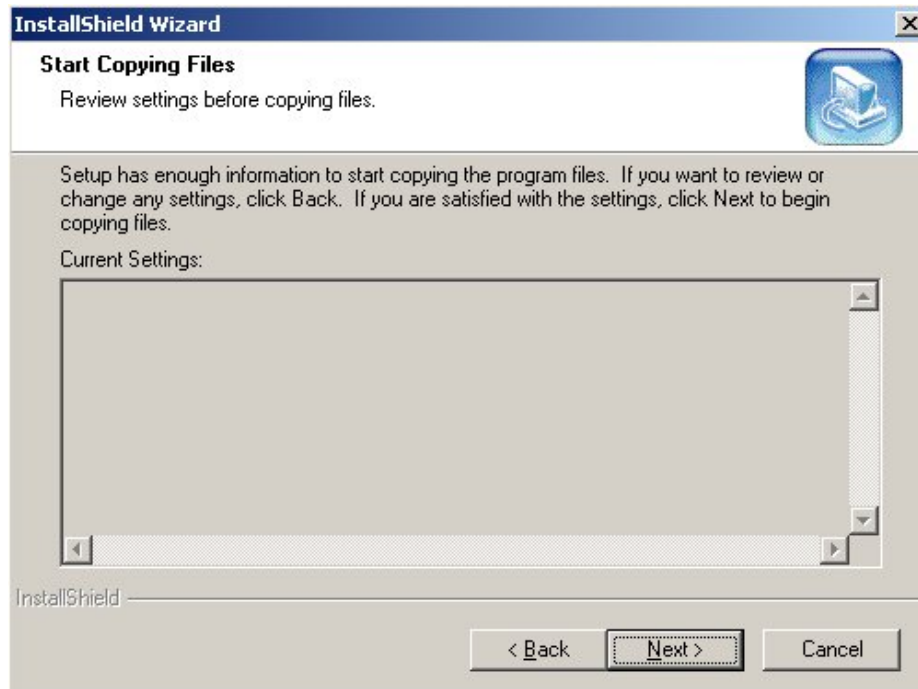 InstallShield Wizard
Start Copying Files
Review settings before copying files.
Setup has enough information to start copying the program files.  If you want to review or
change any settings, click Back.  If you are satisfied with the settings, click Next to begin
copying files.
Current Settings:
InstallShield
< Back
Next >
Cancel